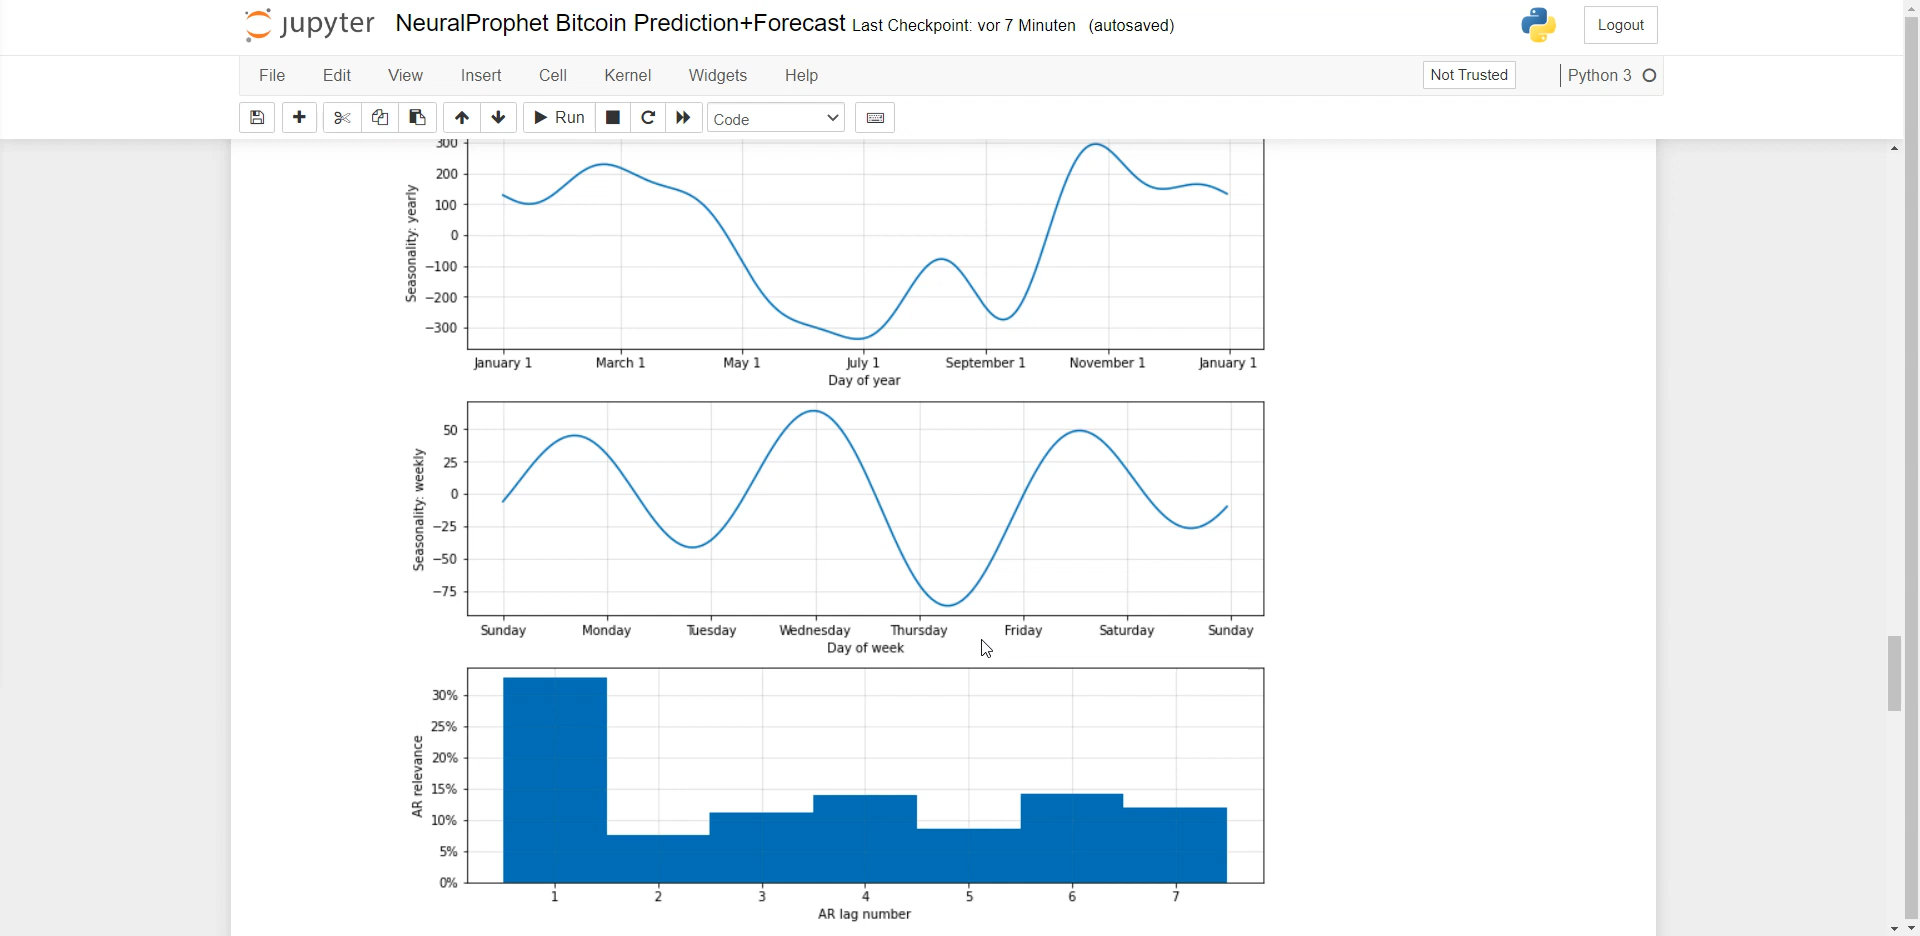 jupyter NeuralProphet Bitcoin Prediction+Forecast Last Checkpoint: vor 7 Minuten (autosaved)
Logout
File Edit View Insert Cell Kernel Widgets Help
Not Trusted
Python 3
Run
Code
300
200
100
0
−100
−200
−300
Seasonality: yearly
January 1 March 1 May 1 July 1 September 1 November 1 January 1
Day of year
50
25
0
−25
−50
−75
Seasonality: weekly
Sunday Monday Tuesday Wednesday Thursday Friday Saturday Sunday
Day of week
30%
25%
20%
15%
10%
5%
0%
AR relevance
1 2 3 4 5 6 7
AR lag number